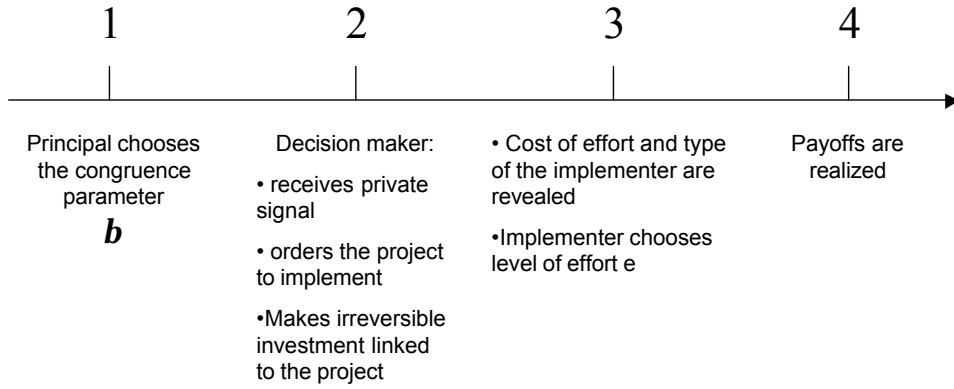 1
2
3
4
Principal chooses
the congruence
parameter
b
Decision maker:
• receives private
signal
• orders the project
to implement
•Makes irreversible
investment linked
to the project
• Cost of effort and type
of the implementer are
revealed
•Implementer chooses
level of effort e
Payoffs are
realized